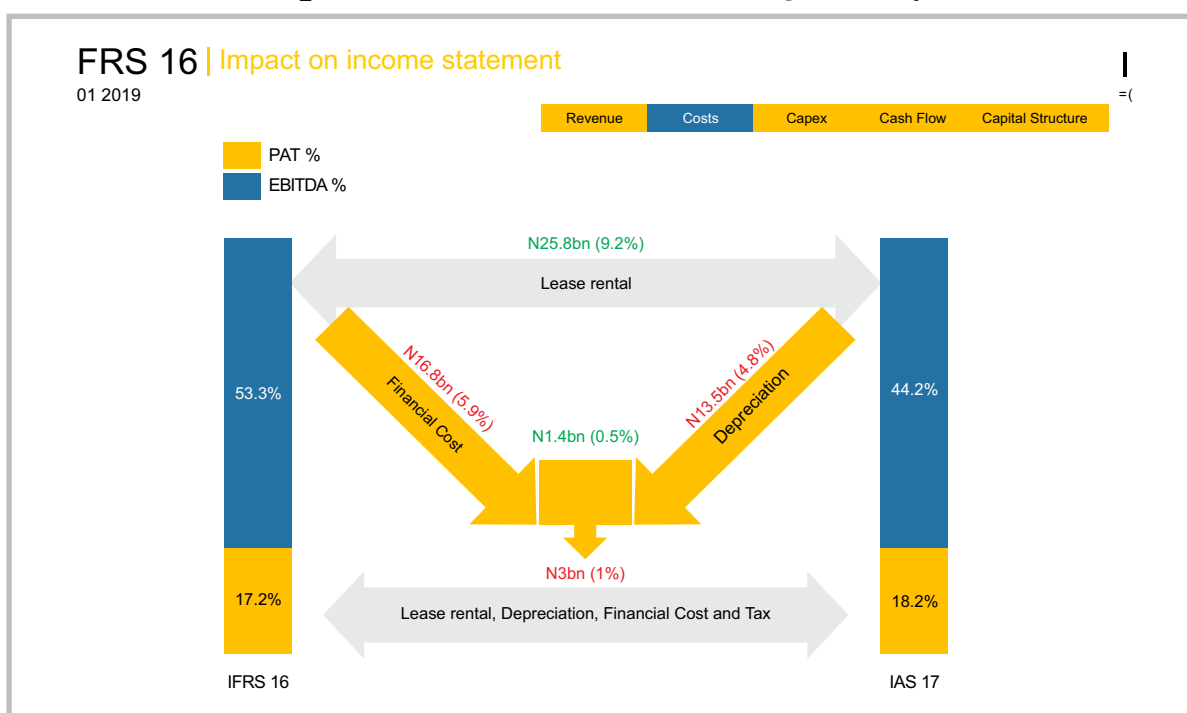 FRS 16 | Impact on income statement
01 2019
=(
Revenue Costs Capex Cash Flow Capital Structure
PAT %
EBITDA %
N25.8bn (9.2%)
Lease rental
N16.8bn (5.9%)
Financial Cost
N13.5bn (4.8%)
Depreciation
53.3%
44.2%
N1.4bn (0.5%)
N3bn (1%)
17.2%
Lease rental, Depreciation, Financial Cost and Tax
18.2%
IFRS 16
IAS 17